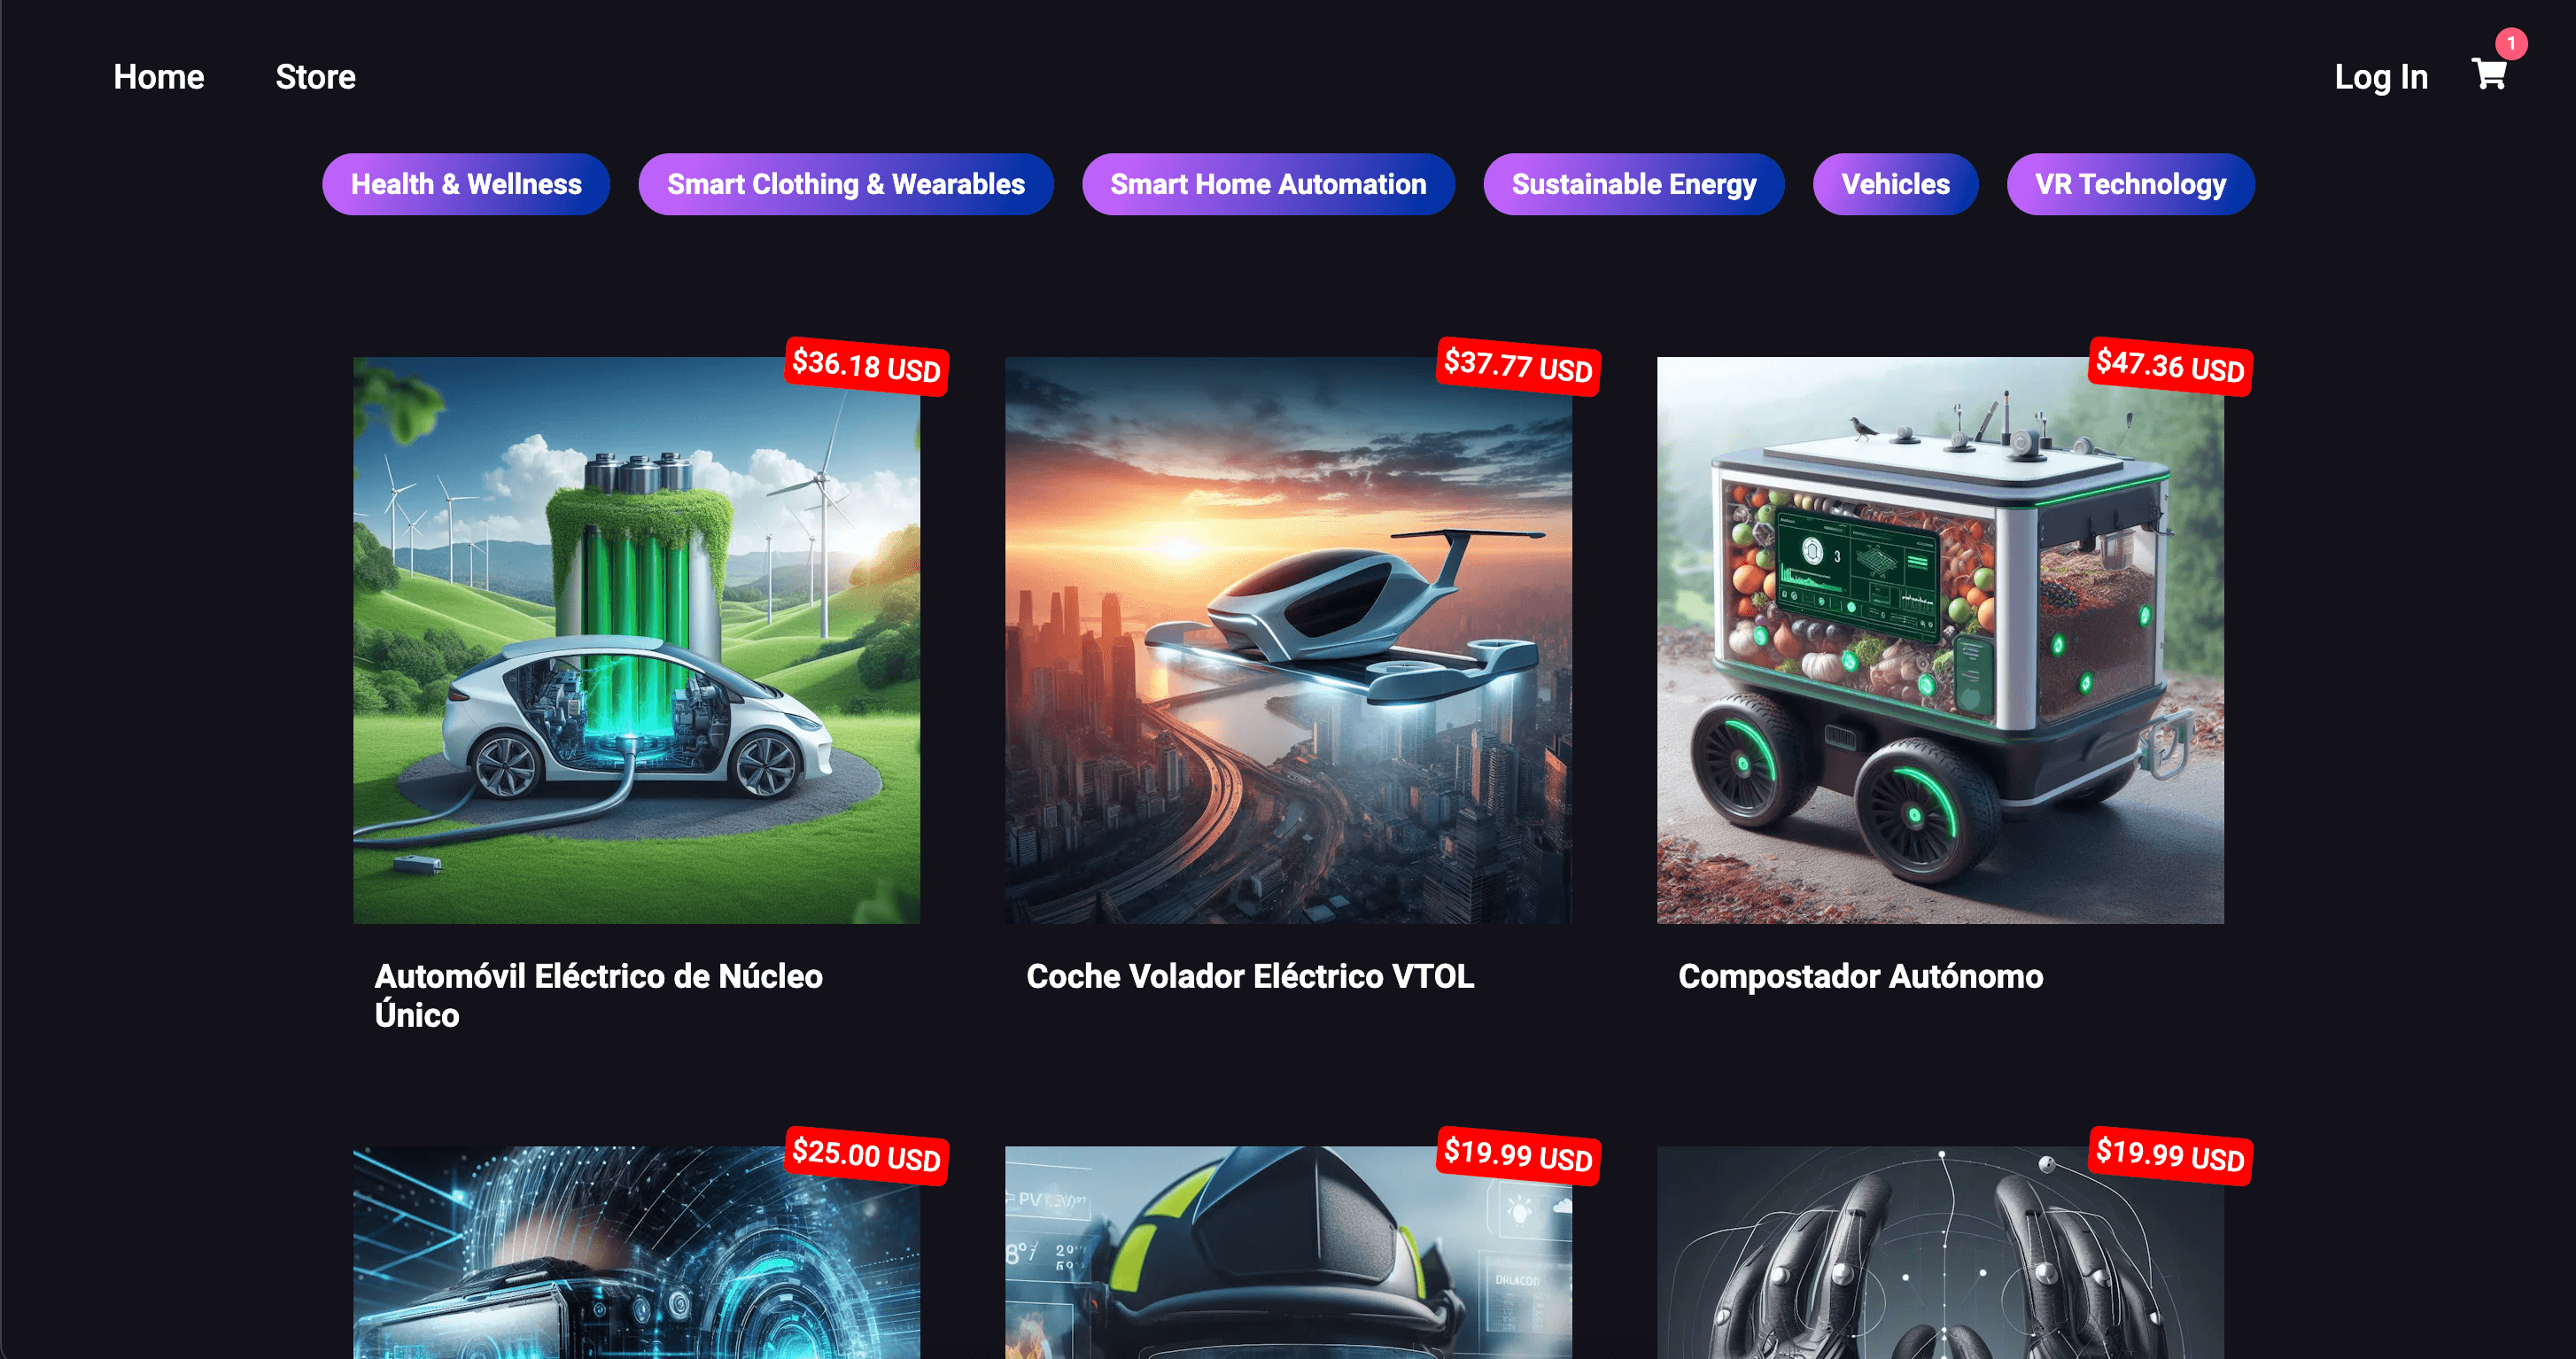 Home Store Log In 1
Health & Wellness Smart Clothing & Wearables Smart Home Automation Sustainable Energy Vehicles VR Technology
$36.18 USD $37.77 USD $47.36 USD
3
Automóvil Eléctrico de Núcleo
Único
Coche Volador Eléctrico VTOL
Compostador Autónomo
$25.00 USD $19.99 USD $19.99 USD